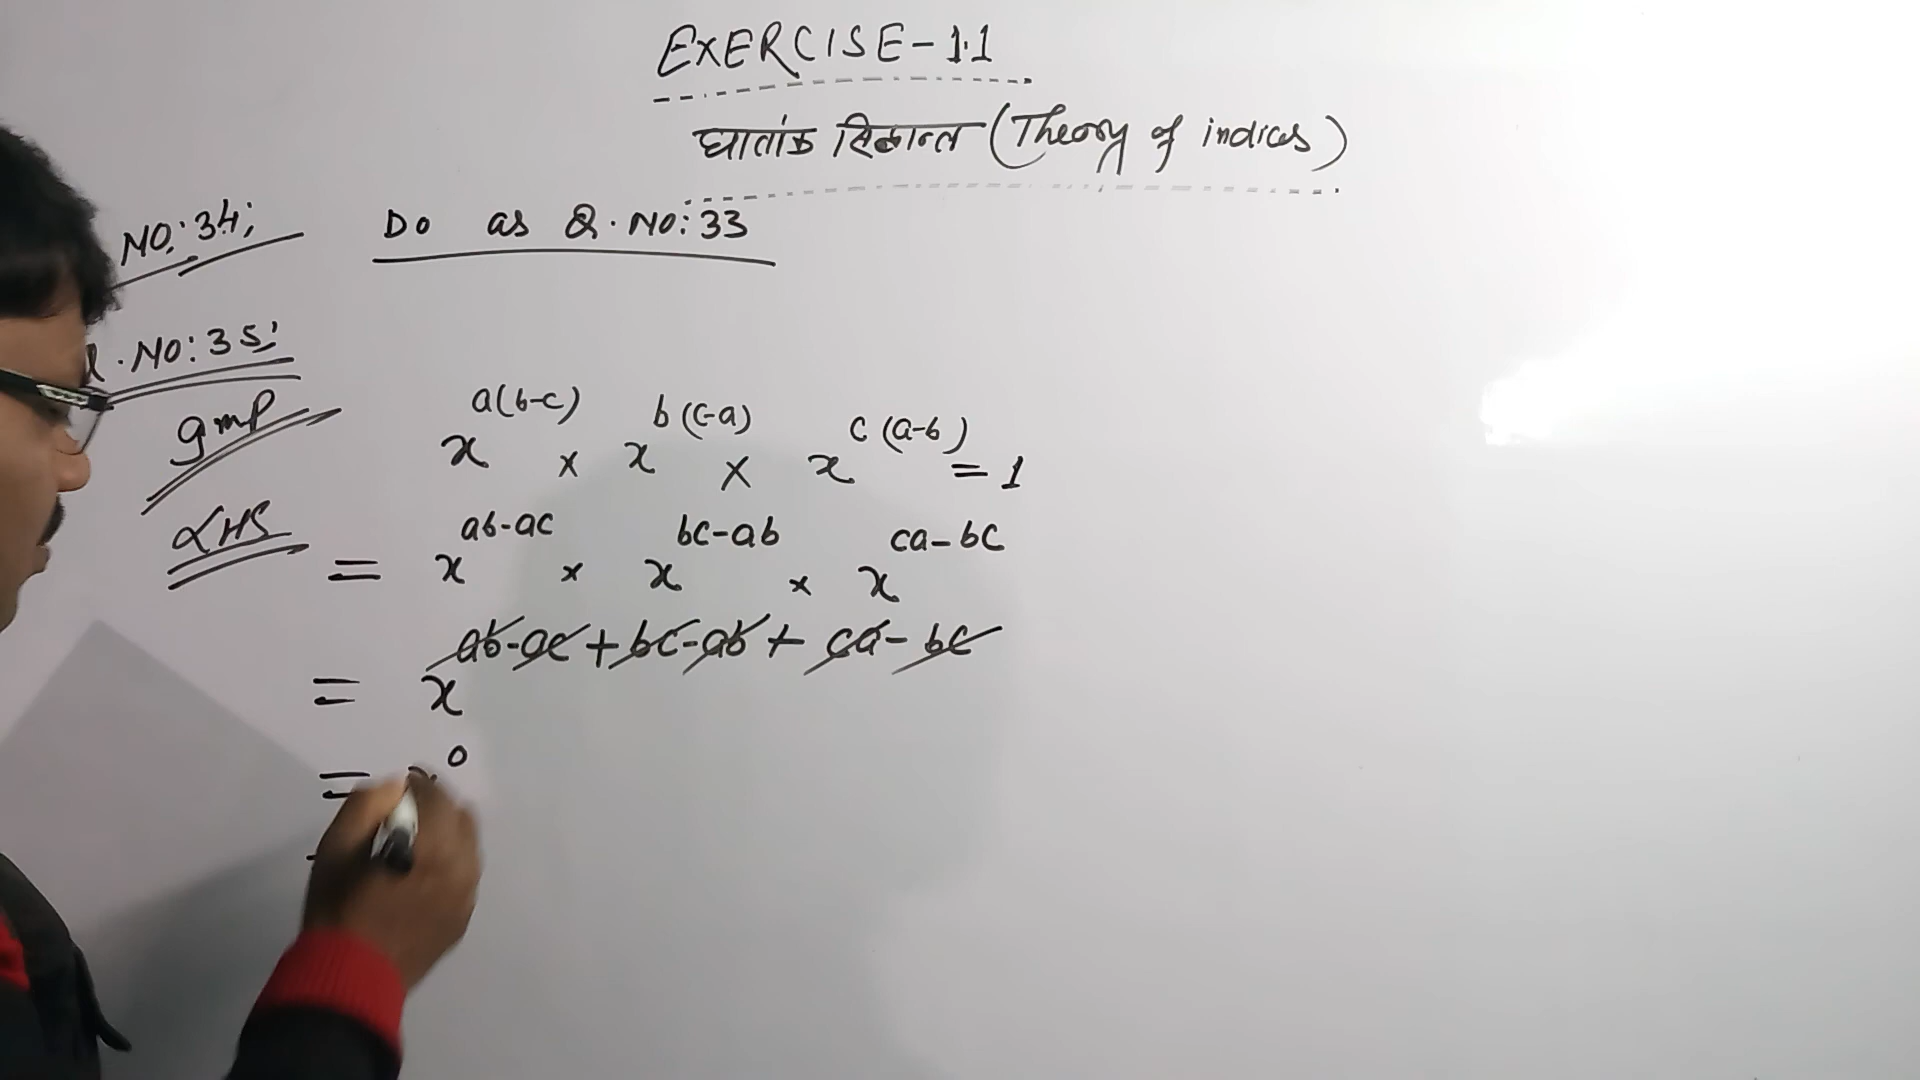 EXERCISE-1.1
घातांक सिद्धान्त (Theory of indices)
NO: 34: Do as Q. NO: 33
Q. NO: 35:
gmp
x^{a(b-c)} × x^{b(c-a)} × x^{c(a-b)} = 1
LHS
= x^{ab-ac} × x^{bc-ab} × x^{ca-bc}
= x^{ab-ac+bc-ab+ca-bc}
= x^0